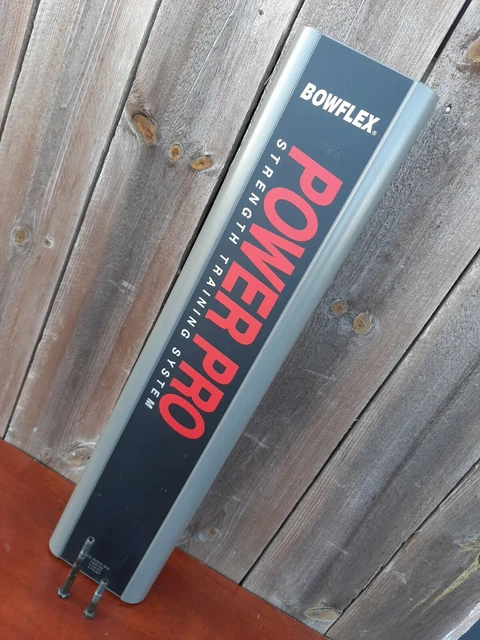 BOWFLEX®
POWER PRO
STRENGTH TRAINING SYSTEM